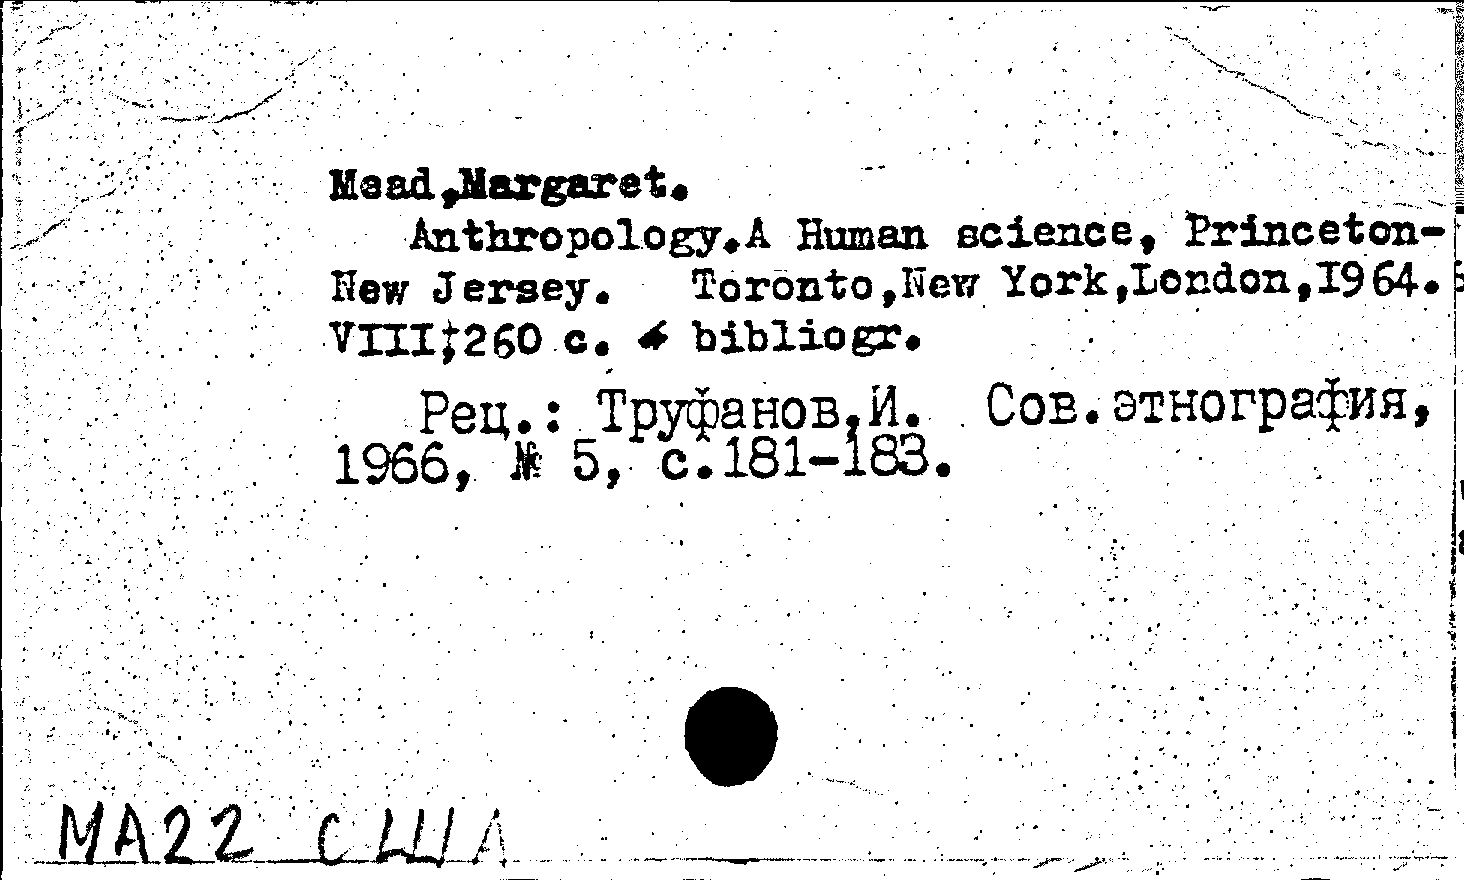 Mead,Margaret.
Anthropology.A Human science, Princeton-
New Jersey. Toronto,New York,London,1964.
VIII;260 с. bibliogr.
Рец.: Труфанов,И. Сов.этнография,
1966, № 5, с.181-183.
МА22 США